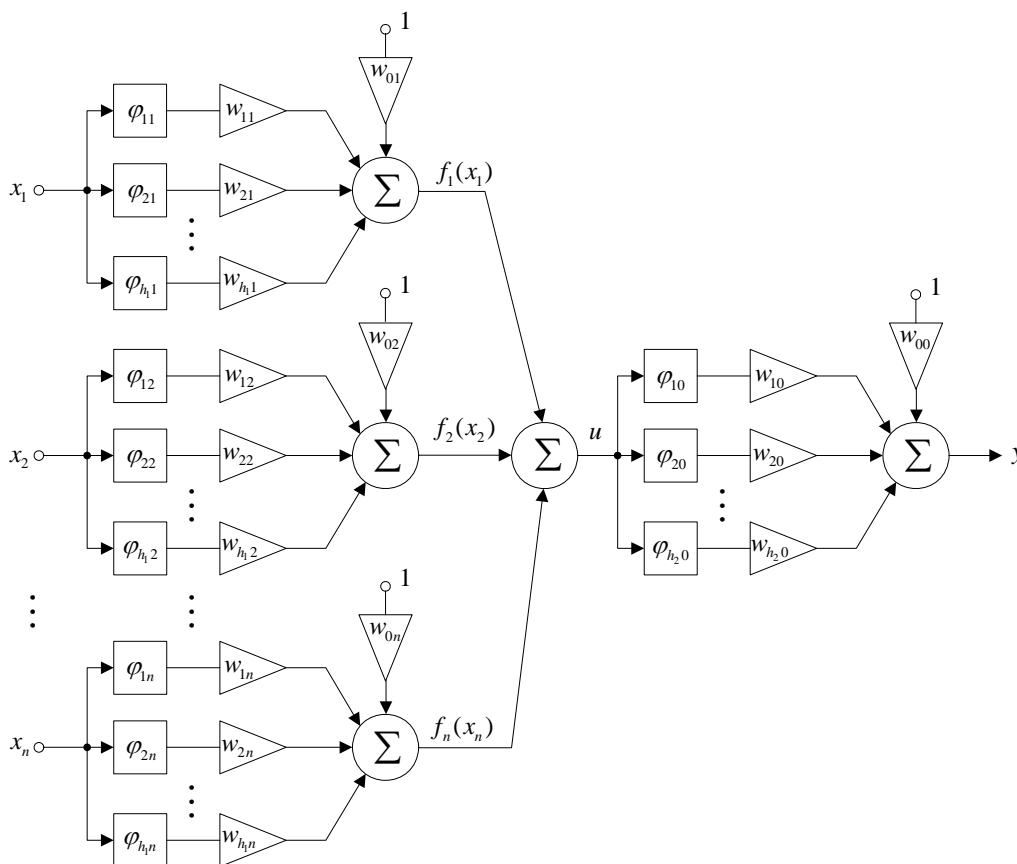 1
w₀₁
φ₁₁ w₁₁
x₁ φ₂₁ w₂₁ Σ f₁(x₁)
⋮
φₕ₁₁ wₕ₁₁
1
w₀₂
1
w₀₀
φ₁₂ w₁₂
φ₁₀ w₁₀
x₂ φ₂₂ w₂₂ Σ f₂(x₂) Σ u φ₂₀ w₂₀ Σ y
⋮ ⋮
φₕ₁₂ wₕ₁₂
φₕ₂₀ wₕ₂₀
⋮ ⋮
1
w₀ₙ
φ₁ₙ w₁ₙ
xₙ φ₂ₙ w₂ₙ Σ fₙ(xₙ)
⋮
φₕ₁ₙ wₕ₁ₙ